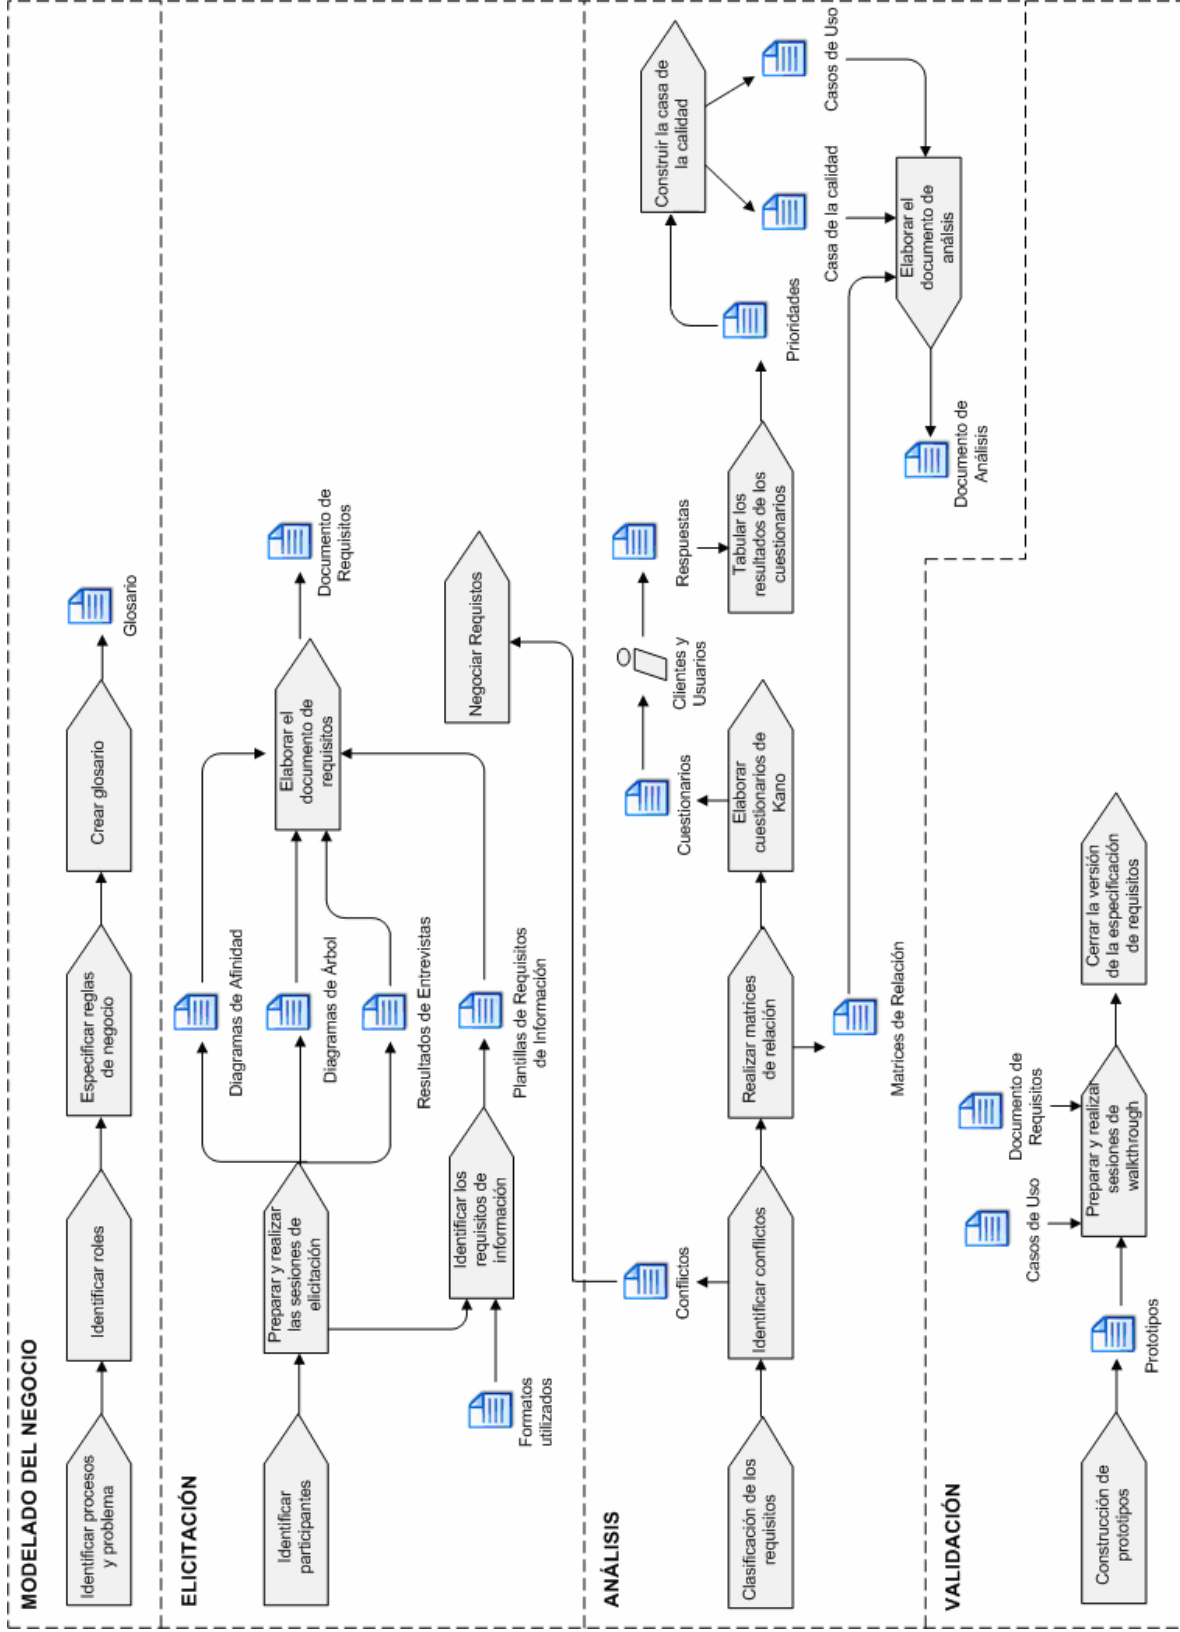 MODELADO DEL NEGOCIO
Identificar procesos
y problema
Identificar roles
Especificar reglas
de negocio
Crear glosario
Glosario
ELICITACIÓN
Identificar
participantes
Preparar y realizar
las sesiones de
elicitación
Diagramas de Afinidad
Diagramas de Árbol
Resultados de Entrevistas
Formatos
utilizados
Identificar los
requisitos de
información
Plantillas de Requisitos
de Información
Elaborar el
documento de
requisitos
Documento de
Requisitos
Negociar Requistos
ANÁLISIS
Clasificación de los
requisitos
Identificar conflictos
Conflictos
Realizar matrices
de relación
Matrices de Relación
Elaborar
cuestionarios de
Kano
Cuestionarios
Clientes y
Usuarios
Respuestas
Tabular los
resultados de los
cuestionarios
Prioridades
Construir la casa de
la calidad
Casa de la calidad
Casos de Uso
Elaborar el
documento de
análsis
Documento de
Análisis
VALIDACIÓN
Construcción de
prototipos
Prototipos
Casos de Uso
Documento de
Requisitos
Preparar y realizar
sesiones de
walkthrough
Cerrar la versión
de la especificación
de requisitos